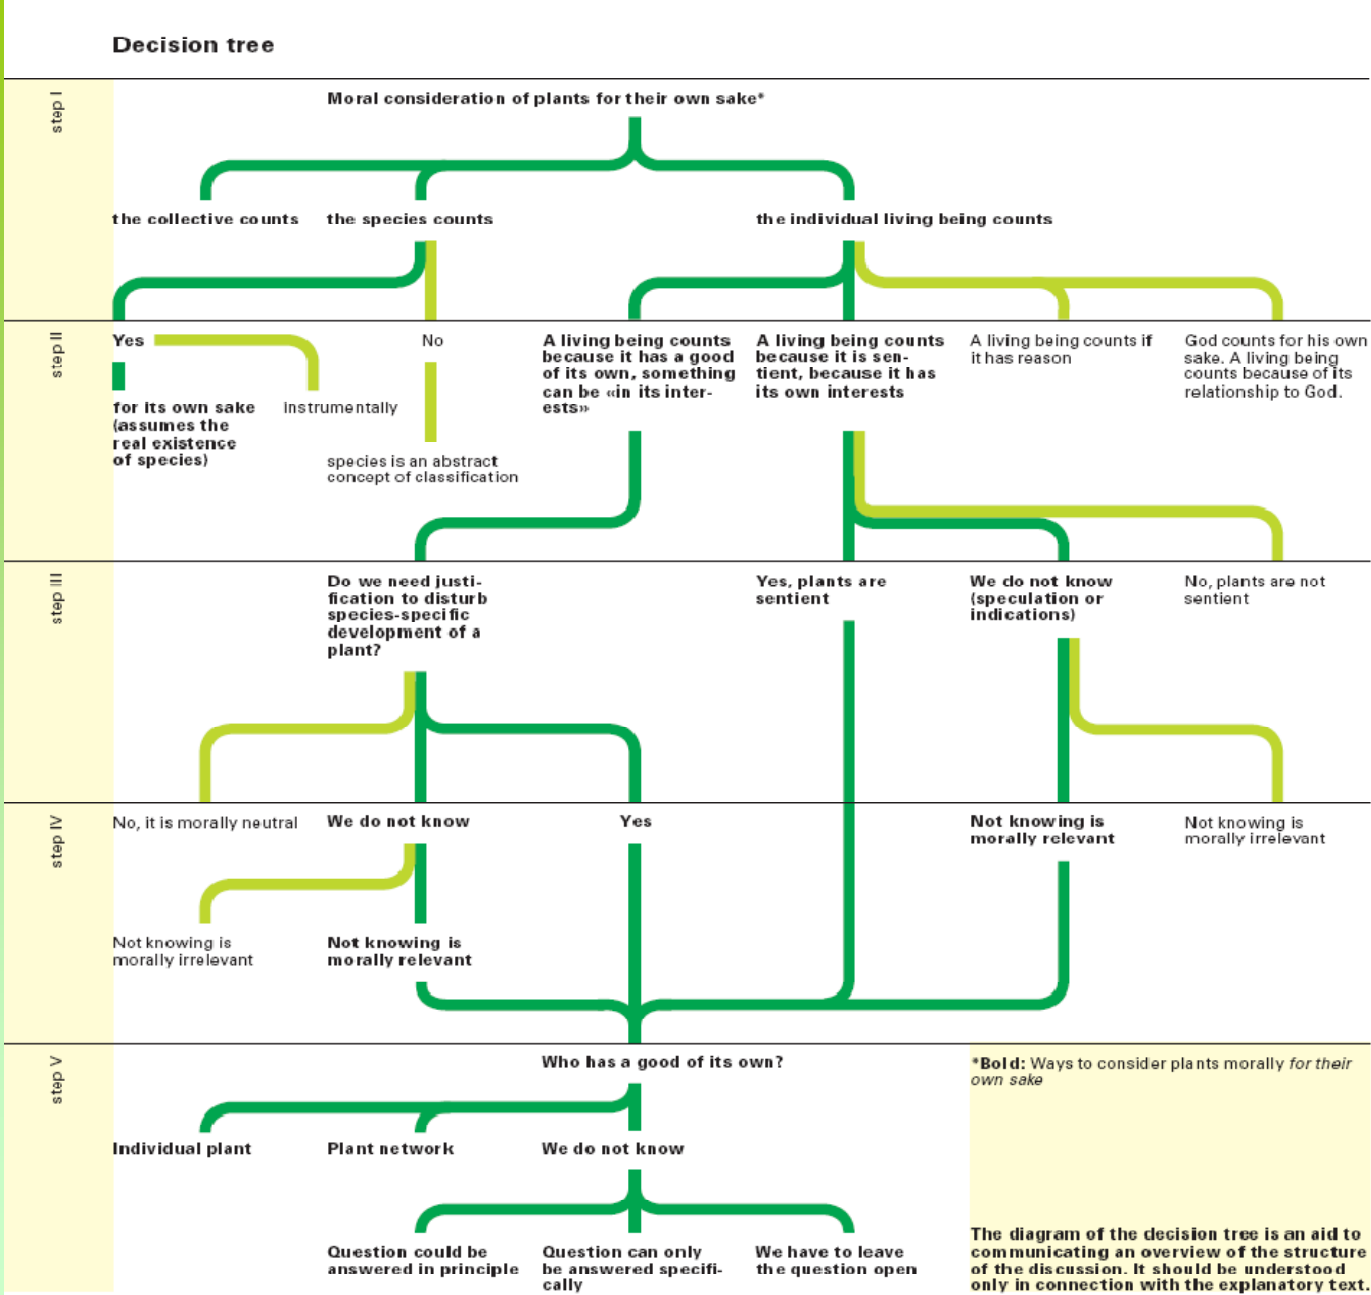 Decision tree
step I
Moral consideration of plants for their own sake*
the collective counts
the species counts
the individual living being counts
step II
Yes
for its own sake
(assumes the
real existence
of species)
instrumentally
No
species is an abstract
concept of classification
A living being counts
because it has a good
of its own, something
can be «in its inter-
ests»
A living being counts
because it is sen-
tient, because it has
its own interests
A living being counts if
it has reason
God counts for his own
sake. A living being
counts because of its
relationship to God.
step III
Do we need justi-
fication to disturb
species-specific
development of a
plant?
Yes, plants are
sentient
We do not know
(speculation or
indications)
No, plants are not
sentient
step IV
No, it is morally neutral
We do not know
Yes
Not knowing is
morally relevant
Not knowing is
morally irrelevant
Not knowing is
morally irrelevant
Not knowing is
morally relevant
step V
Who has a good of its own?
Individual plant
Plant network
We do not know
Question could be
answered in principle
Question can only
be answered specifi-
cally
We have to leave
the question open
*Bold: Ways to consider plants morally for their
own sake
The diagram of the decision tree is an aid to
communicating an overview of the structure
of the discussion. It should be understood
only in connection with the explanatory text.